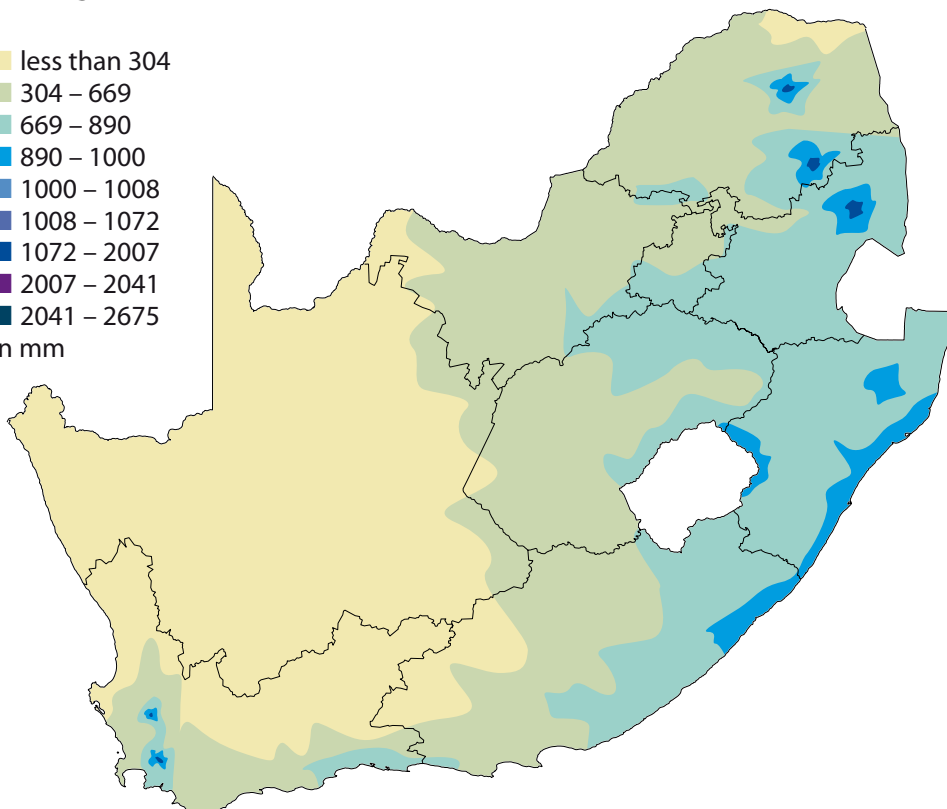 less than 304
304 – 669
669 – 890
890 – 1000
1000 – 1008
1008 – 1072
1072 – 2007
2007 – 2041
2041 – 2675
n mm